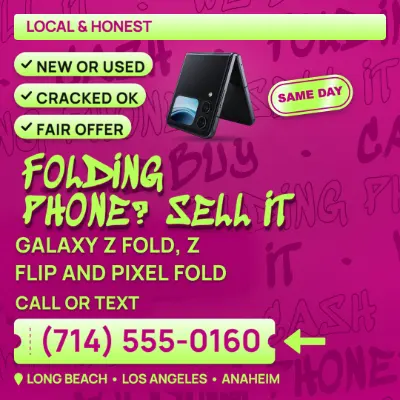 LOCAL & HONEST
NEW OR USED
CRACKED OK
FAIR OFFER
SAME DAY
FOLDING
PHONE? SELL IT
GALAXY Z FOLD, Z
FLIP AND PIXEL FOLD
CALL OR TEXT
(714) 555-0160
LONG BEACH • LOS ANGELES • ANAHEIM